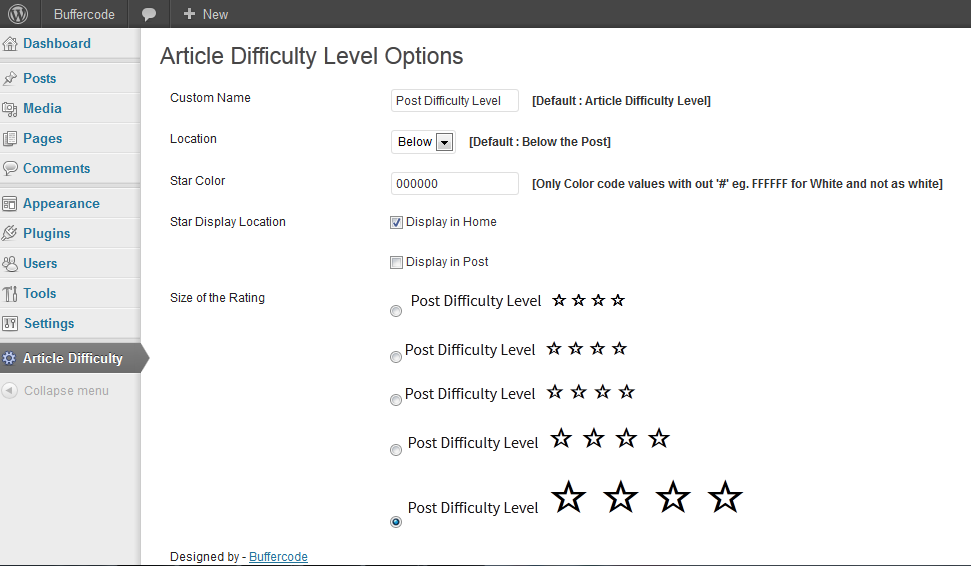 Buffercode New
Dashboard
Posts
Media
Pages
Comments
Appearance
Plugins
Users
Tools
Settings
Article Difficulty
Collapse menu
Article Difficulty Level Options
Custom Name Post Difficulty Level [Default : Article Difficulty Level]
Location Below [Default : Below the Post]
Star Color 000000 [Only Color code values with out '#' eg. FFFFFF for White and not as white]
Star Display Location Display in Home
Display in Post
Size of the Rating Post Difficulty Level
Post Difficulty Level
Post Difficulty Level
Post Difficulty Level
Post Difficulty Level
Designed by - Buffercode